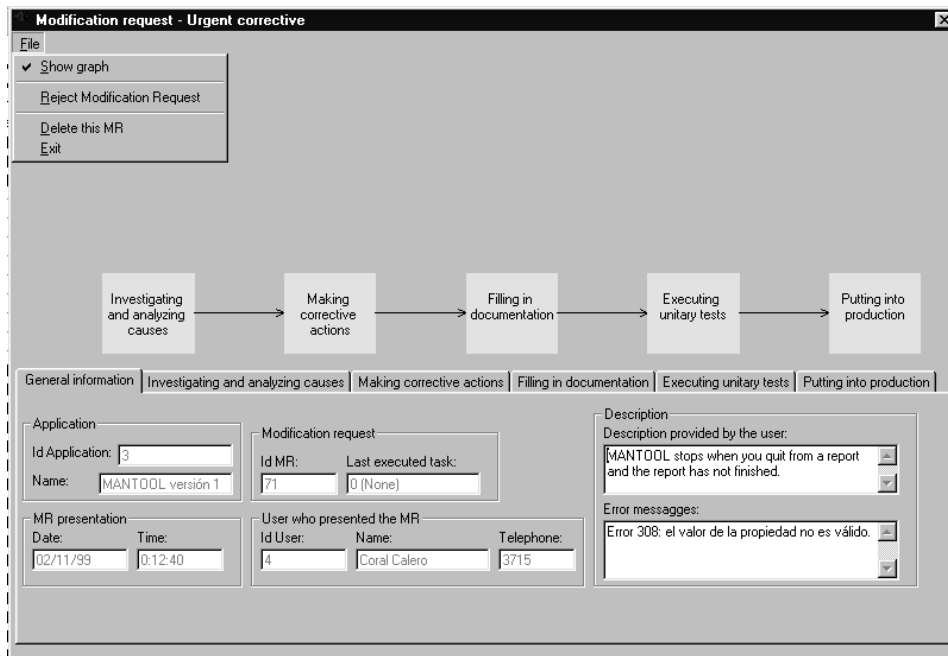 Modification request - Urgent corrective
File
Show graph
Reject Modification Request
Delete this MR
Exit
Investigating
and analyzing
causes
Making
corrective
actions
Filling in
documentation
Executing
unitary tests
Putting into
production
General information
Investigating and analyzing causes
Making corrective actions
Filling in documentation
Executing unitary tests
Putting into production
Application
Id Application: 3
Name: MANTOOL versión 1
Modification request
Id MR: Last executed task:
71 0 (None)
Description
Description provided by the user:
MANTOOL stops when you quit from a report
and the report has not finished.
MR presentation
Date: Time:
02/11/99 0:12:40
User who presented the MR
Id User: Name: Telephone:
4 Coral Calero 3715
Error messagges:
Error 308: el valor de la propiedad no es válido.